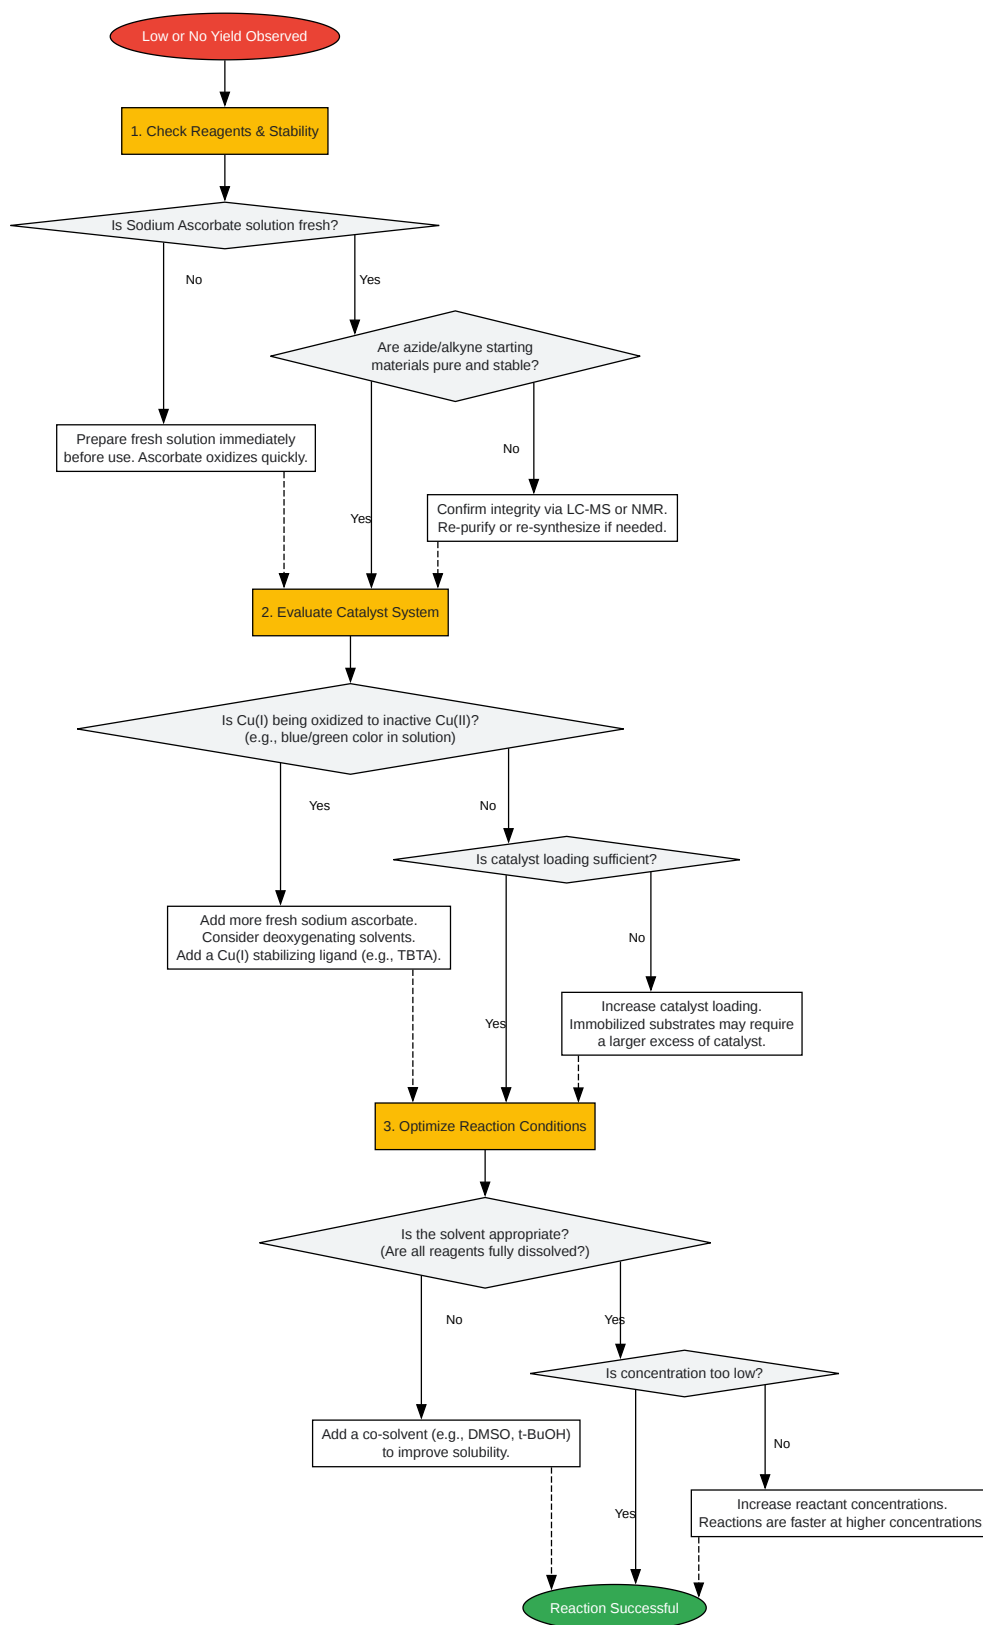 Low or No Yield Observed
1. Check Reagents & Stability
Is Sodium Ascorbate solution fresh?
No
Yes
Are azide/alkyne starting
materials pure and stable?
Prepare fresh solution immediately
before use. Ascorbate oxidizes quickly.
No
Yes
Confirm integrity via LC-MS or NMR.
Re-purify or re-synthesize if needed.
2. Evaluate Catalyst System
Is Cu(I) being oxidized to inactive Cu(II)?
(e.g., blue/green color in solution)
Yes
No
Is catalyst loading sufficient?
Add more fresh sodium ascorbate.
Consider deoxygenating solvents.
Add a Cu(I) stabilizing ligand (e.g., TBTA).
No
Yes
Increase catalyst loading.
Immobilized substrates may require
a larger excess of catalyst.
3. Optimize Reaction Conditions
Is the solvent appropriate?
(Are all reagents fully dissolved?)
No
Yes
Is concentration too low?
Add a co-solvent (e.g., DMSO, t-BuOH)
to improve solubility.
No
Yes
Increase reactant concentrations.
Reactions are faster at higher concentrations
Reaction Successful